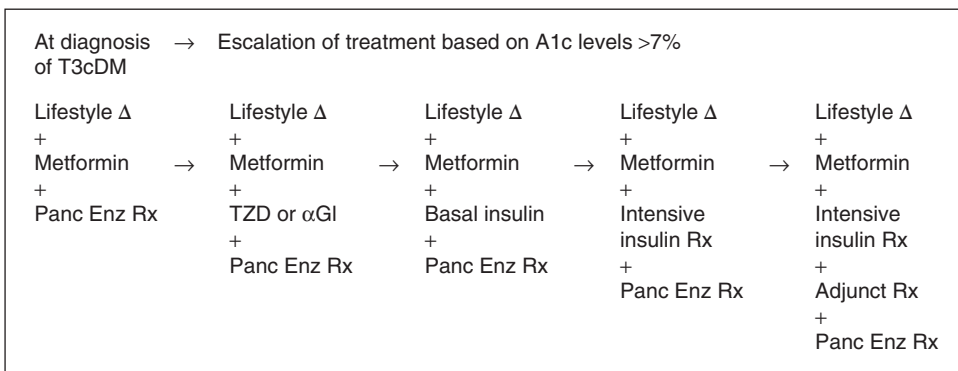 At diagnosis → Escalation of treatment based on A1c levels >7%
of T3cDM
Lifestyle Δ Lifestyle Δ Lifestyle Δ Lifestyle Δ Lifestyle Δ
+ + + + +
Metformin → Metformin → Metformin → Metformin → Metformin
+ + + + +
Panc Enz Rx TZD or αGI Basal insulin Intensive Intensive
+ + insulin Rx insulin Rx
Panc Enz Rx Panc Enz Rx + +
Panc Enz Rx Adjunct Rx
+
Panc Enz Rx